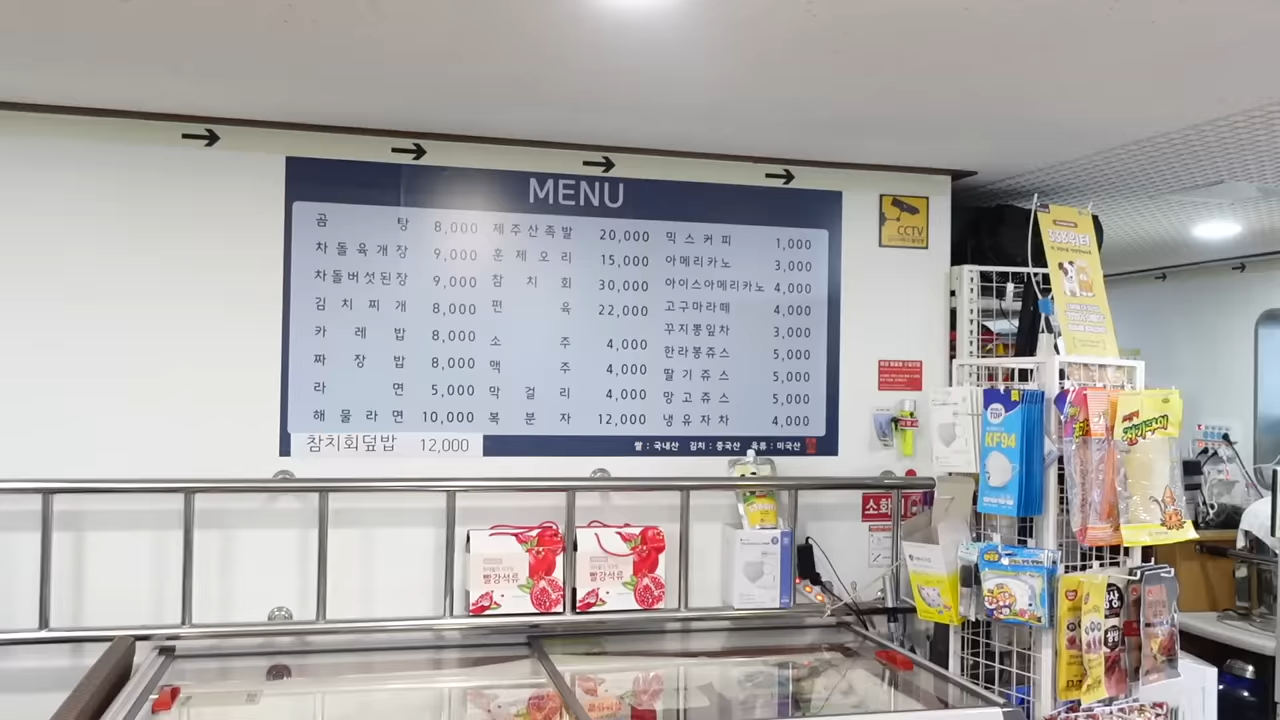 MENU
곰 탕 8,000
차돌육개장 9,000
차돌버섯된장 9,000
김치찌개 8,000
카레밥 8,000
짜장밥 8,000
라면 5,000
해물라면 10,000
참치회덮밥 12,000
제주산족발 20,000
훈제오리 15,000
참치회 30,000
편육 22,000
소주 4,000
맥주 4,000
막걸리 4,000
복분자 12,000
믹스커피 1,000
아메리카노 3,000
아이스아메리카노 4,000
고구마라떼 4,000
꾸지뽕잎차 3,000
한라봉쥬스 5,000
딸기쥬스 5,000
망고쥬스 5,000
냉유자차 4,000
쌀 : 국내산 김치 : 중국산 육류 : 미국산
CCTV
빨강석류
빨강석류
소화
TOP
KF94